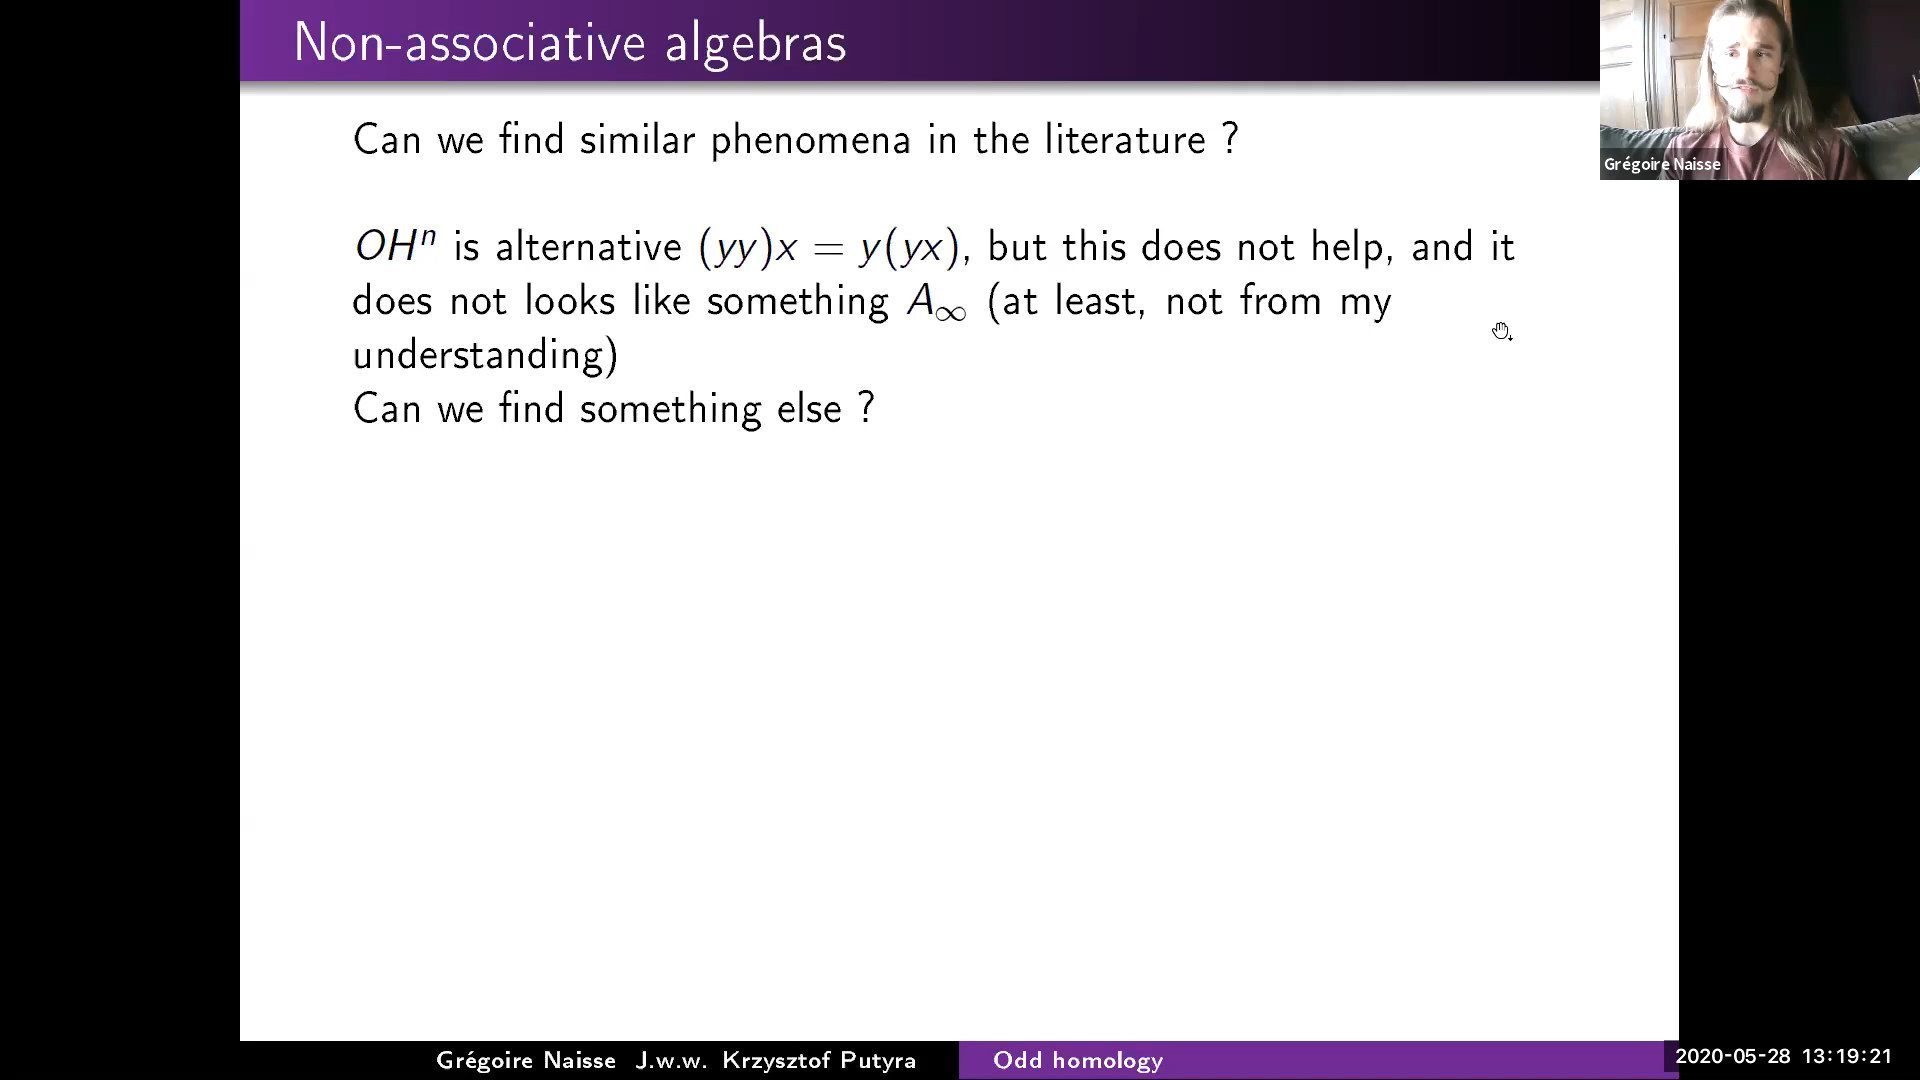 Non-associative algebras
Can we find similar phenomena in the literature ?
OHⁿ is alternative (yy)x = y(yx), but this does not help, and it
does not looks like something A∞ (at least, not from my
understanding)
Can we find something else ?
Grégoire Naisse
Grégoire Naisse J.w.w. Krzysztof Putyra
Odd homology
2020-05-28 13:19:21